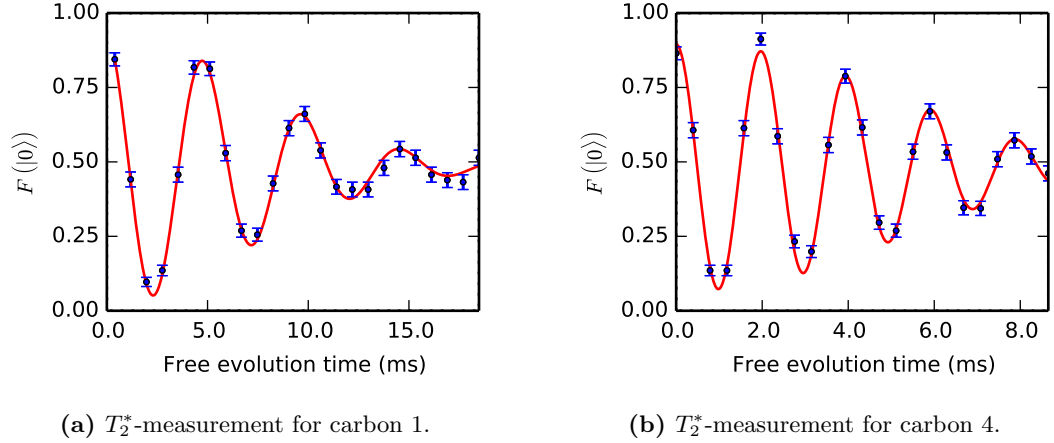 1.00
0.75
0.50
0.25
0.00
F (|0⟩)
0.0 5.0 10.0 15.0
Free evolution time (ms)
(a) T₂*-measurement for carbon 1.
1.00
0.75
0.50
0.25
0.00
F (|0⟩)
0.0 2.0 4.0 6.0 8.0
Free evolution time (ms)
(b) T₂*-measurement for carbon 4.